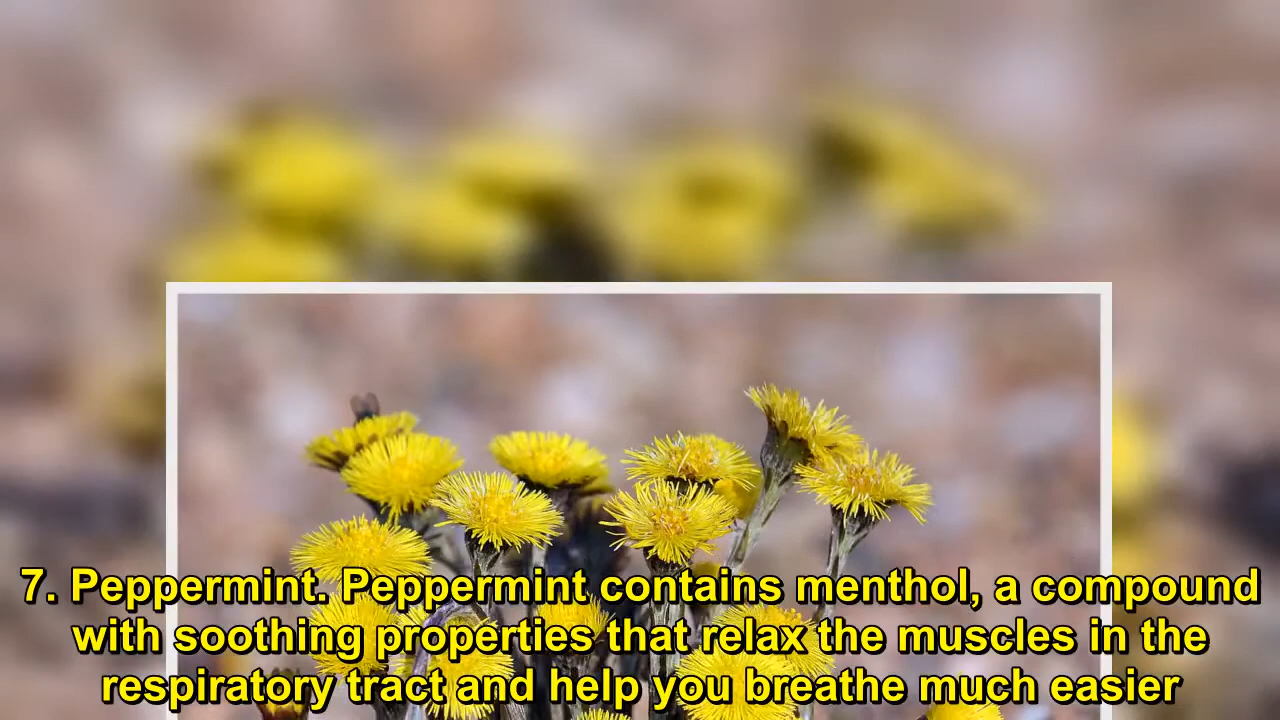 7. Peppermint. Peppermint contains menthol, a compound
with soothing properties that relax the muscles in the
respiratory tract and help you breathe much easier